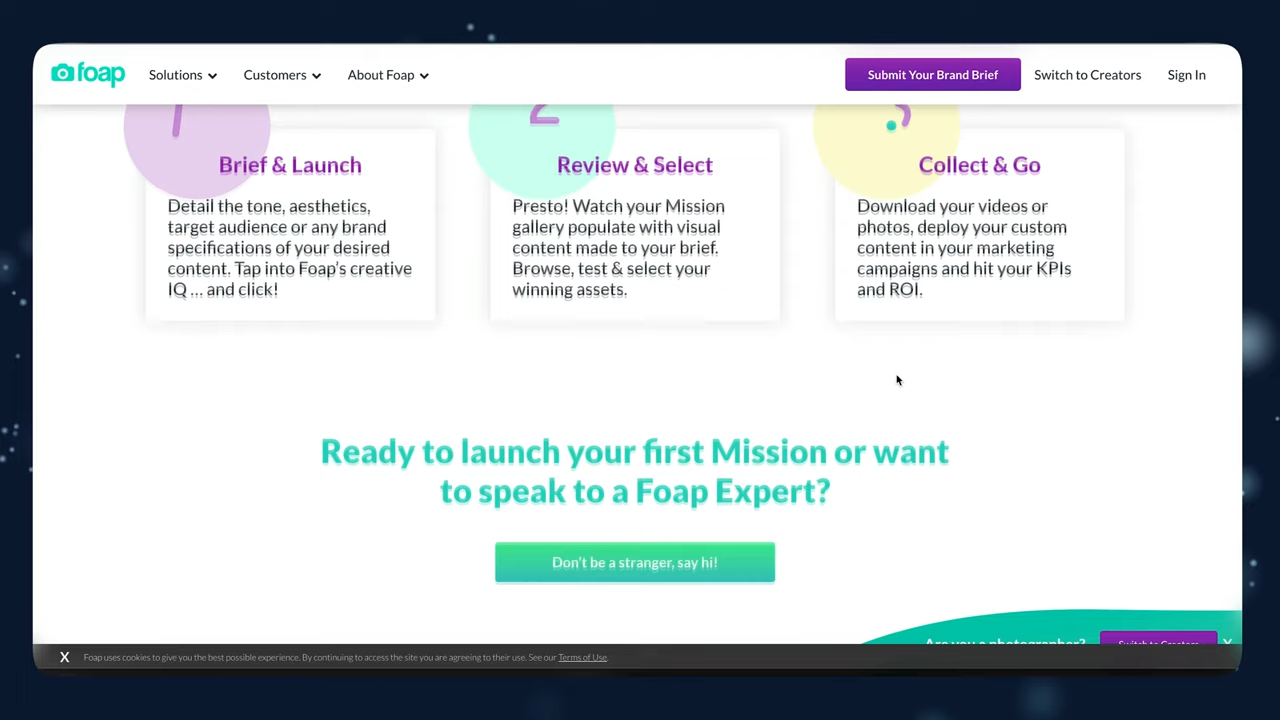 foap
Solutions
Customers
About Foap
Submit Your Brand Brief
Switch to Creators
Sign In
Brief & Launch
Detail the tone, aesthetics,
target audience or any brand
specifications of your desired
content. Tap into Foap's creative
IQ ... and click!
Review & Select
Presto! Watch your Mission
gallery populate with visual
content made to your brief.
Browse, test & select your
winning assets.
Collect & Go
Download your videos or
photos, deploy your custom
content in your marketing
campaigns and hit your KPIs
and ROI.
Ready to launch your first Mission or want
to speak to a Foap Expert?
Don't be a stranger, say hi!
Are you a photographer?
Switch to Creators
X
X
Foap uses cookies to give you the best possible experience. By continuing to access the site you are agreeing to their use. See our Terms of Use.